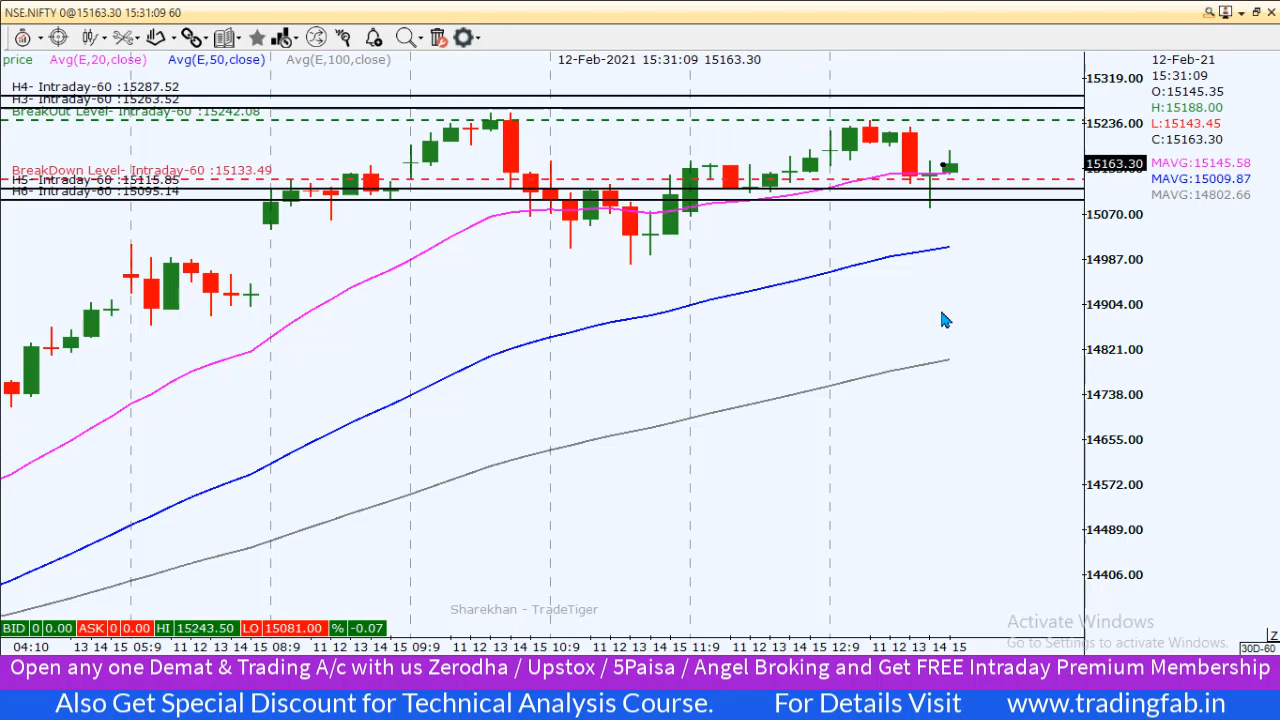 NSE.NIFTY 0@15163.30 15:31:09 60
price Avg(E,20,close) Avg(E,50,close) Avg(E,100,close) 12-Feb-2021 15:31:09 15163.30
H4- Intraday-60 :15287.52
H3- Intraday-60 :15263.52
BreakOut Level- Intraday-60 :15242.08
BreakDown Level- Intraday-60 :15133.49
H5- Intraday-60 :15115.85
H6- Intraday-60 :15095.14
15319.00
15236.00
15163.30
15070.00
14987.00
14904.00
14821.00
14738.00
14655.00
14572.00
14489.00
14406.00
12-Feb-21
15:31:09
O:15145.35
H:15188.00
L:15143.45
C:15163.30
MAVG:15145.58
MAVG:15009.87
MAVG:14802.66
Sharekhan - TradeTiger
Activate Windows
Go to Settings to activate Windows.
BID 0 0.00 ASK 0 0.00 HI 15243.50 LO 15081.00 % -0.07
04:10 13 14 15 05:9 11 12 13 14 15 08:9 11 12 13 14 15 09:9 11 12 13 14 15 10:9 11 12 13 14 15 11:9 11 12 13 14 15 12:9 11 12 13 14 15
Z
30D-60
Open any one Demat & Trading A/c with us Zerodha / Upstox / 5Paisa / Angel Broking and Get FREE Intraday Premium Membership
Also Get Special Discount for Technical Analysis Course. For Details Visit www.tradingfab.in